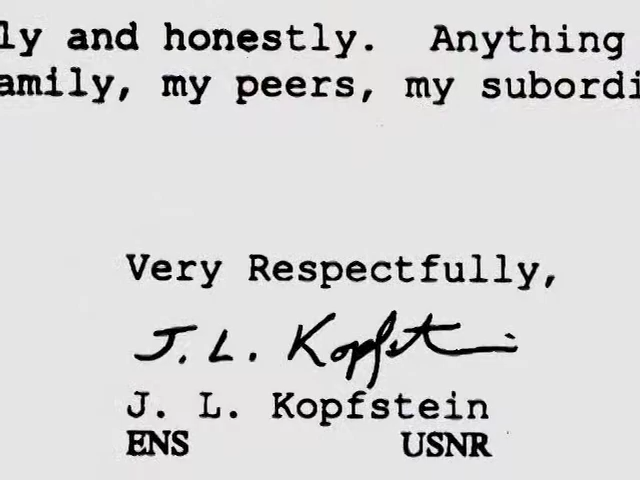 ly and honestly. Anything
amily, my peers, my subordi
Very Respectfully,
J. L. Kopfstein
J. L. Kopfstein
ENS USNR